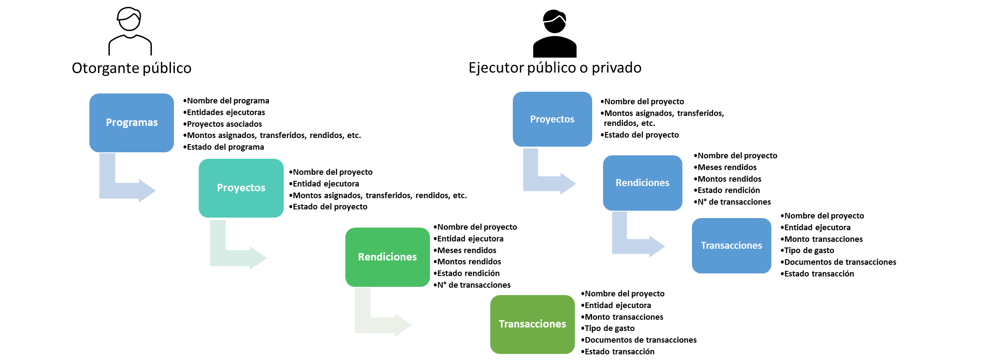 Otorgante público
Programas
•Nombre del programa
•Entidades ejecutoras
•Proyectos asociados
•Montos asignados, transferidos, rendidos, etc.
•Estado del programa
Proyectos
•Nombre del proyecto
•Entidad ejecutora
•Montos asignados, transferidos, rendidos, etc.
•Estado del proyecto
Rendiciones
•Nombre del proyecto
•Entidad ejecutora
•Meses rendidos
•Montos rendidos
•Estado rendición
•N° de transacciones
Transacciones
•Nombre del proyecto
•Entidad ejecutora
•Monto transacciones
•Tipo de gasto
•Documentos de transacciones
•Estado transacción
Ejecutor público o privado
Proyectos
•Nombre del proyecto
•Montos asignados, transferidos,
rendidos, etc.
•Estado del proyecto
Rendiciones
•Nombre del proyecto
•Meses rendidos
•Montos rendidos
•Estado rendición
•N° de transacciones
Transacciones
•Nombre del proyecto
•Entidad ejecutora
•Monto transacciones
•Tipo de gasto
•Documentos de transacciones
•Estado transacción